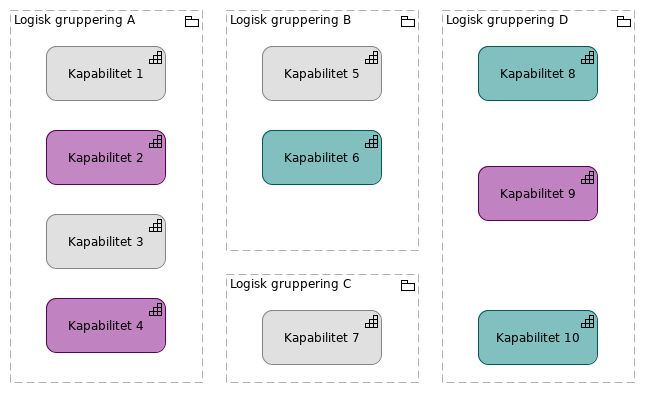 Logisk gruppering A
Kapabilitet 1
Kapabilitet 2
Kapabilitet 3
Kapabilitet 4
Logisk gruppering B
Kapabilitet 5
Kapabilitet 6
Logisk gruppering C
Kapabilitet 7
Logisk gruppering D
Kapabilitet 8
Kapabilitet 9
Kapabilitet 10